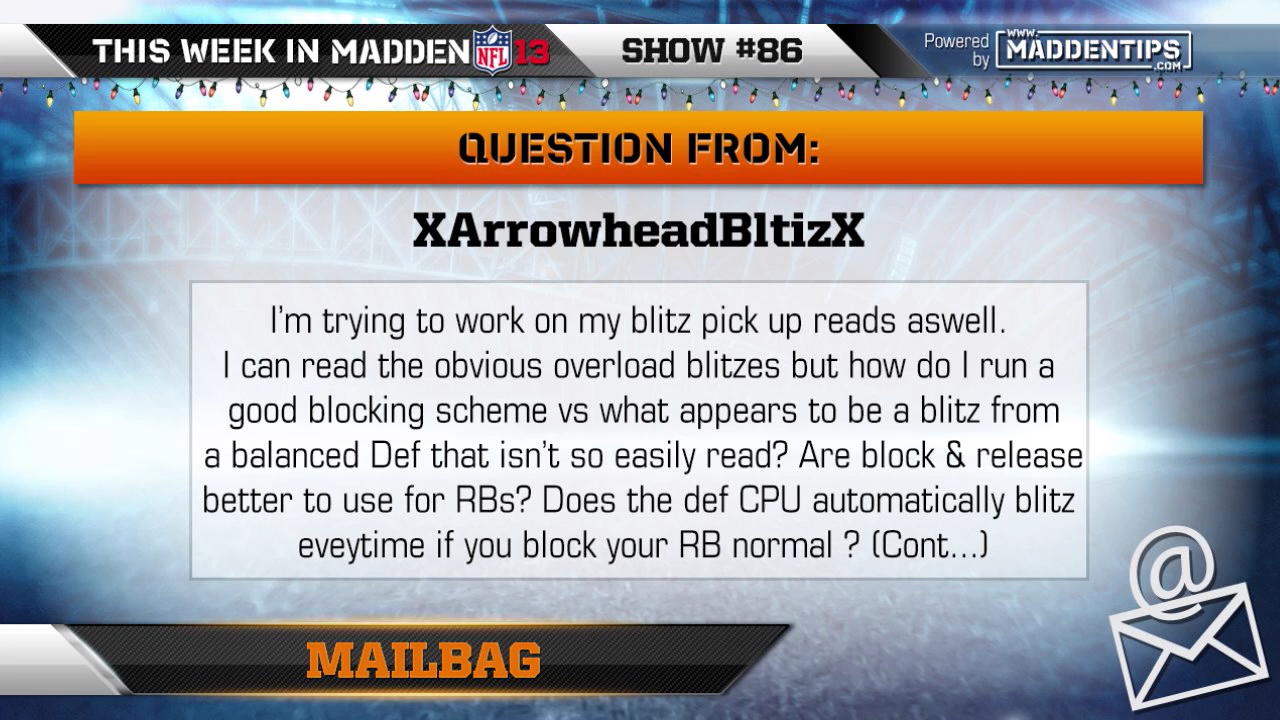 THIS WEEK IN MADDEN NFL 13
SHOW #86
Powered by WWW.MADDENTIPS.COM
QUESTION FROM:
XArrowheadBltizX
I'm trying to work on my blitz pick up reads aswell.
I can read the obvious overload blitzes but how do I run a
good blocking scheme vs what appears to be a blitz from
a balanced Def that isn't so easily read? Are block & release
better to use for RBs? Does the def CPU automatically blitz
eveytime if you block your RB normal ? (Cont...)
@
MAILBAG